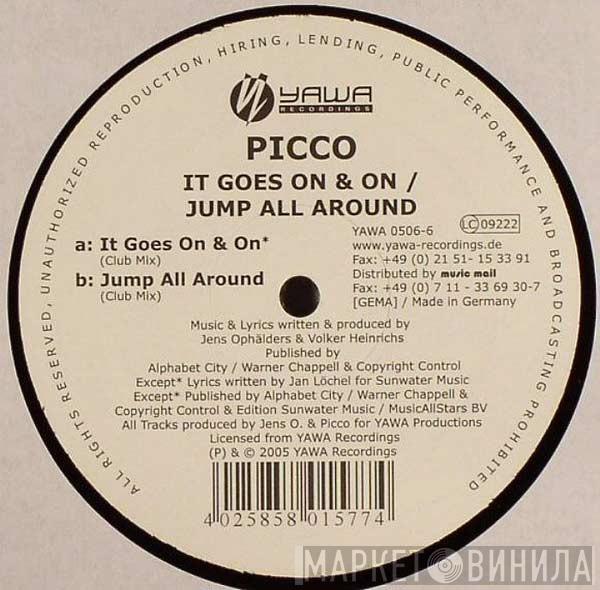 ALL RIGHTS RESERVED, UNAUTHORIZED REPRODUCTION, HIRING, LENDING, PUBLIC PERFORMANCE AND BROADCASTING PROHIBITED
YAWA
RECORDINGS
PICCO
IT GOES ON & ON /
JUMP ALL AROUND
a: It Goes On & On*
(Club Mix)
b: Jump All Around
(Club Mix)
YAWA 0506-6
LC 09222
www.yawa-recordings.de
Fax: +49 (0) 21 51- 15 33 91
Distributed by music mail
Fax: +49 (0) 7 11 - 33 69 30-7
[GEMA] / Made in Germany
Music & Lyrics written & produced by
Jens Ophälders & Volker Heinrichs
Published by
Alphabet City / Warner Chappell & Copyright Control
Except* Lyrics written by Jan Löchel for Sunwater Music
Except* Published by Alphabet City / Warner Chappell &
Copyright Control & Edition Sunwater Music / MusicAllStars BV
All Tracks produced by Jens O. & Picco for YAWA Productions
Licensed from YAWA Recordings
(P) & © 2005 YAWA Recordings
4 025858 015774
МАРКЕТ ВИНИЛА